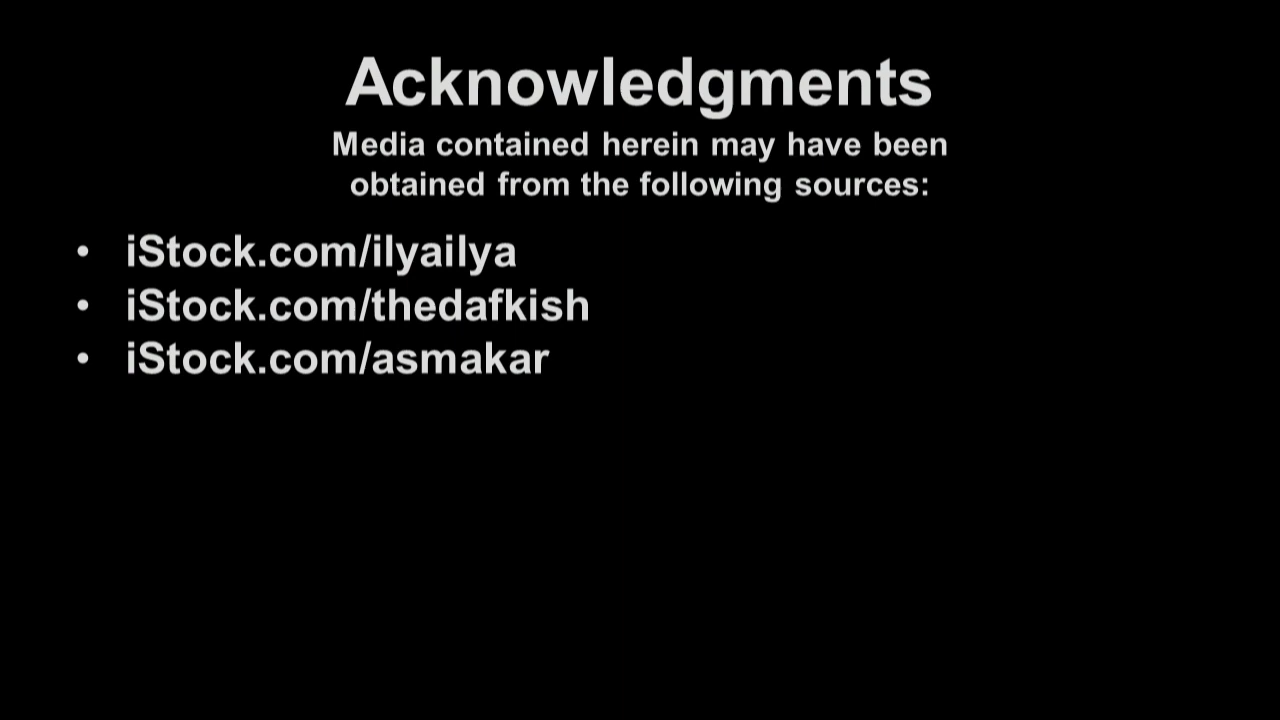 Acknowledgments
Media contained herein may have been
obtained from the following sources:
• iStock.com/ilyailya
• iStock.com/thedafkish
• iStock.com/asmakar